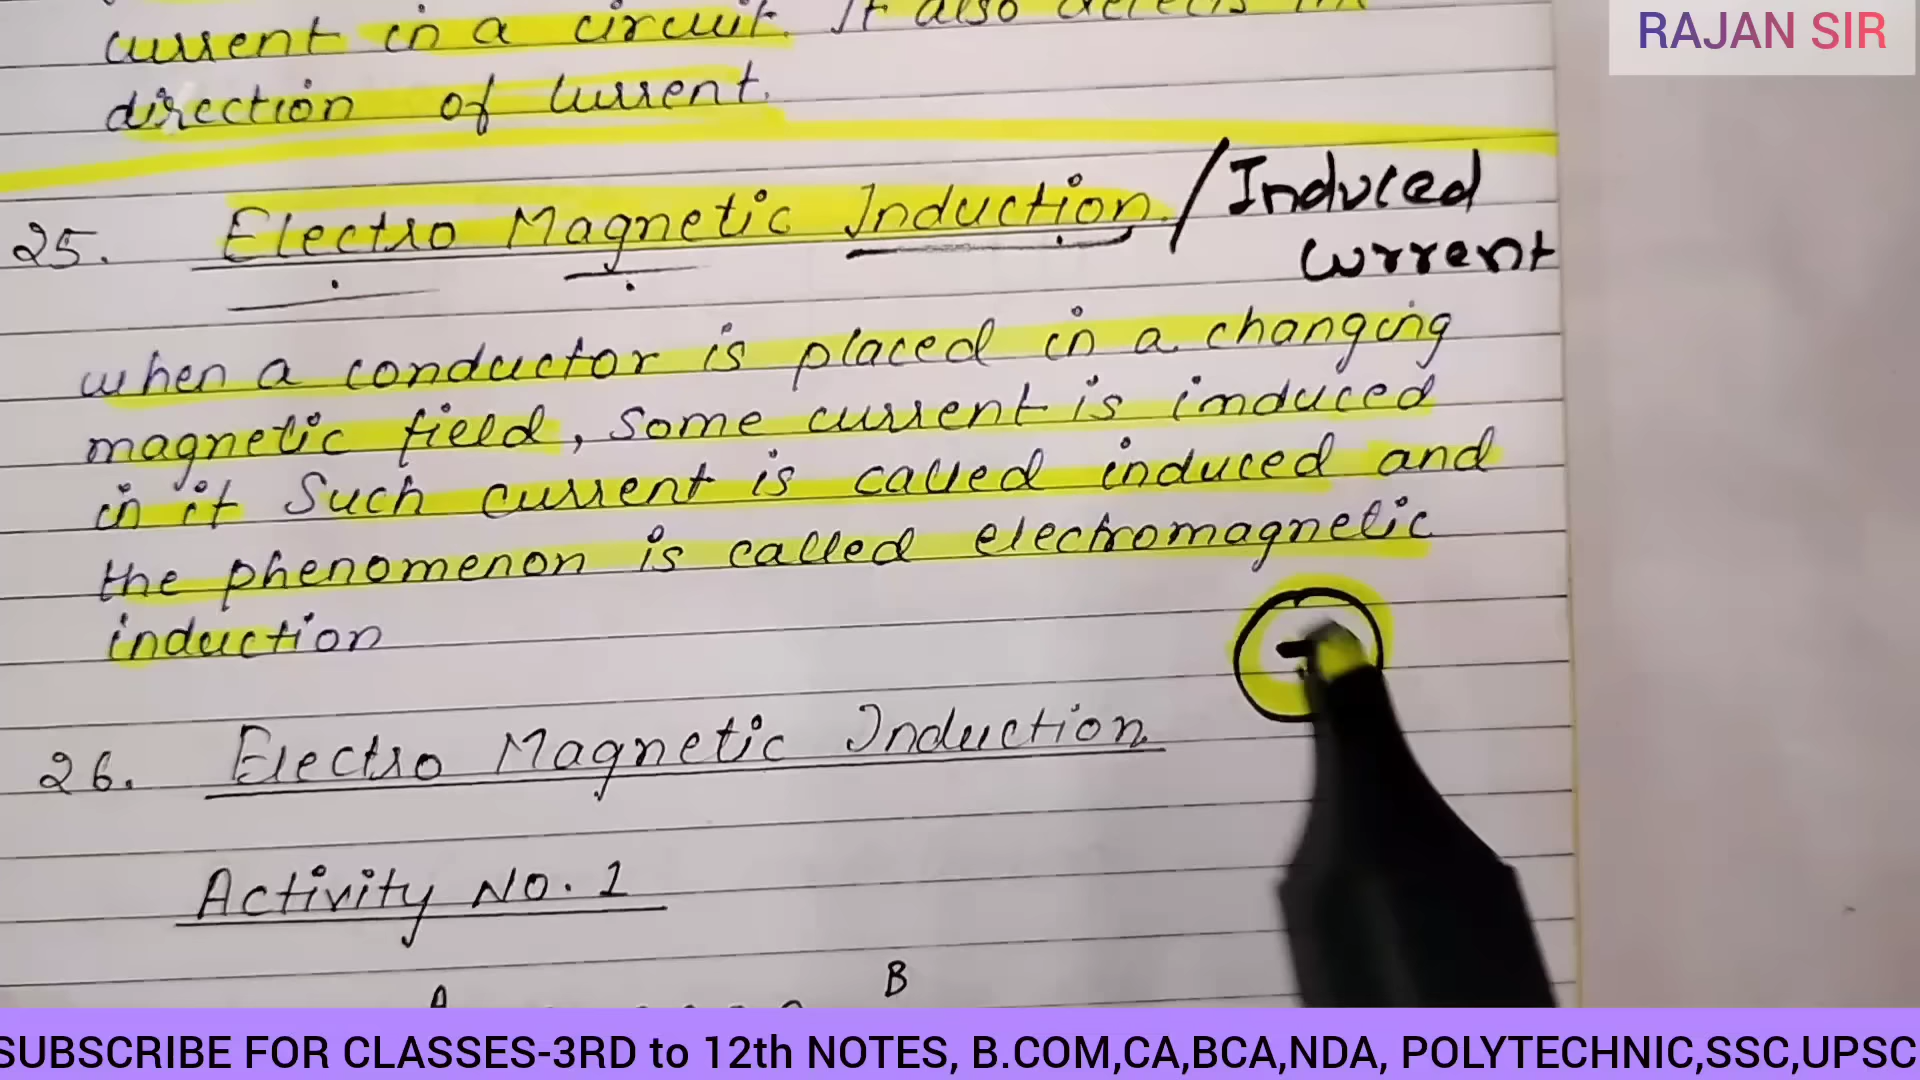 current in a circuit. It also detects the
RAJAN SIR
direction of current.
25. Electro Magnetic Induction. / Induced
current
when a conductor is placed in a changing
magnetic field, Some current is induced
in it Such current is called induced and
the phenomenon is called electromagnetic
induction
26. Electro Magnetic Induction.
Activity No. 1
A B
SUBSCRIBE FOR CLASSES-3RD to 12th NOTES, B.COM,CA,BCA,NDA, POLYTECHNIC,SSC,UPSC